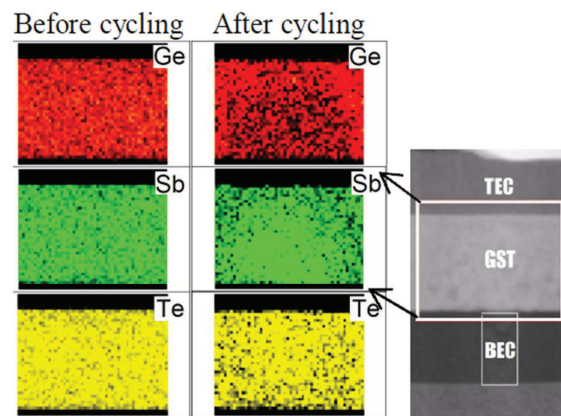 Before cycling After cycling
Ge Ge
Sb Sb
Te Te
TEC
GST
BEC